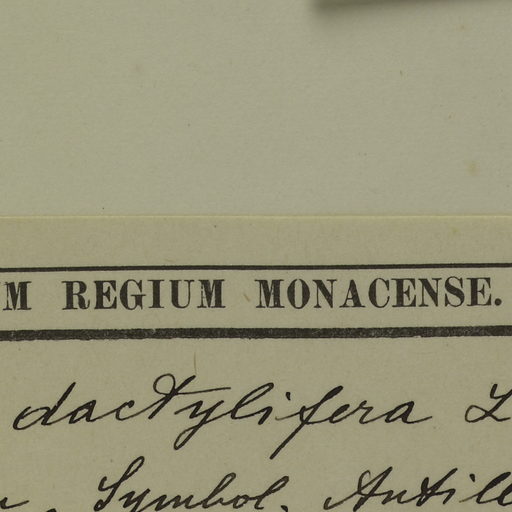 M REGIUM MONACENSE.
dactylifera L
Symbol. Antill